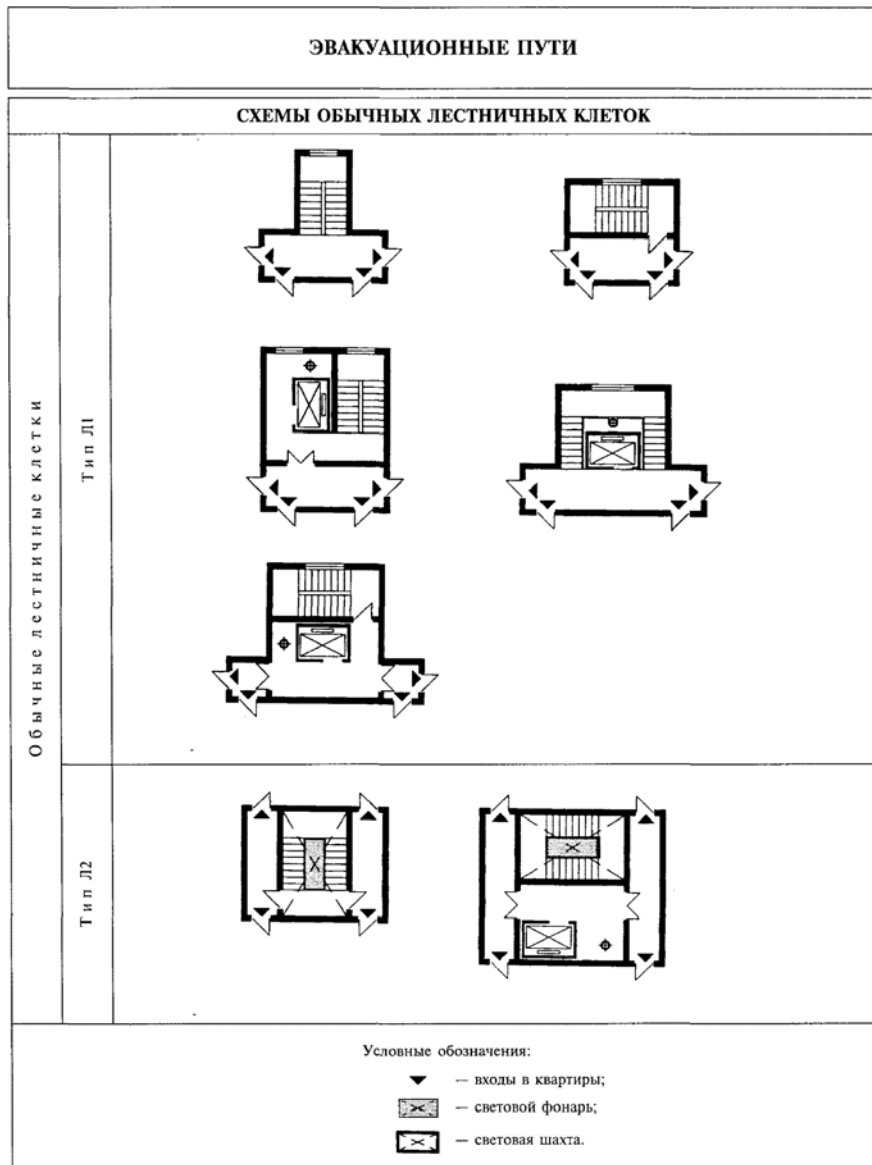 ЭВАКУАЦИОННЫЕ ПУТИ
СХЕМЫ ОБЫЧНЫХ ЛЕСТНИЧНЫХ КЛЕТОК
Обычные лестничные клетки
Тип Л1
Тип Л2
Условные обозначения:
— входы в квартиры;
— световой фонарь;
— световая шахта.